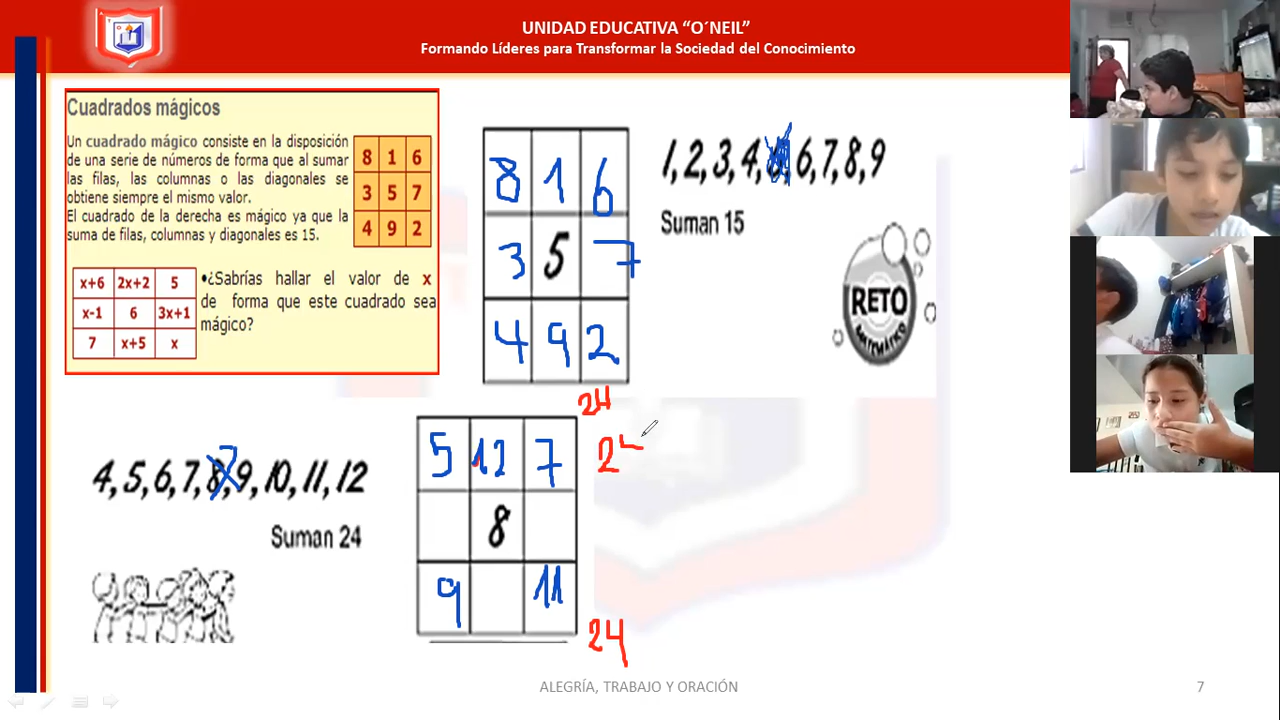 UNIDAD EDUCATIVA “O´NEIL”
Formando Líderes para Transformar la Sociedad del Conocimiento
Cuadrados mágicos
Un cuadrado mágico consiste en la disposición
de una serie de números de forma que al sumar
las filas, las columnas o las diagonales se
obtiene siempre el mismo valor.
El cuadrado de la derecha es mágico ya que la
suma de filas, columnas y diagonales es 15.
8 1 6
3 5 7
4 9 2
x+6 2x+2 5
x-1 6 3x+1
7 x+5 x
•¿Sabrías hallar el valor de x
de forma que este cuadrado sea
mágico?
8 1 6
3 5 7
4 9 2
1, 2, 3, 4, 5, 6, 7, 8, 9
Suman 15
RETO
MATEMÁTICO
4, 5, 6, 7, 8, 9, 10, 11, 12
Suman 24
24
5 12 7 24
8
9 11
24
ALEGRÍA, TRABAJO Y ORACIÓN
7